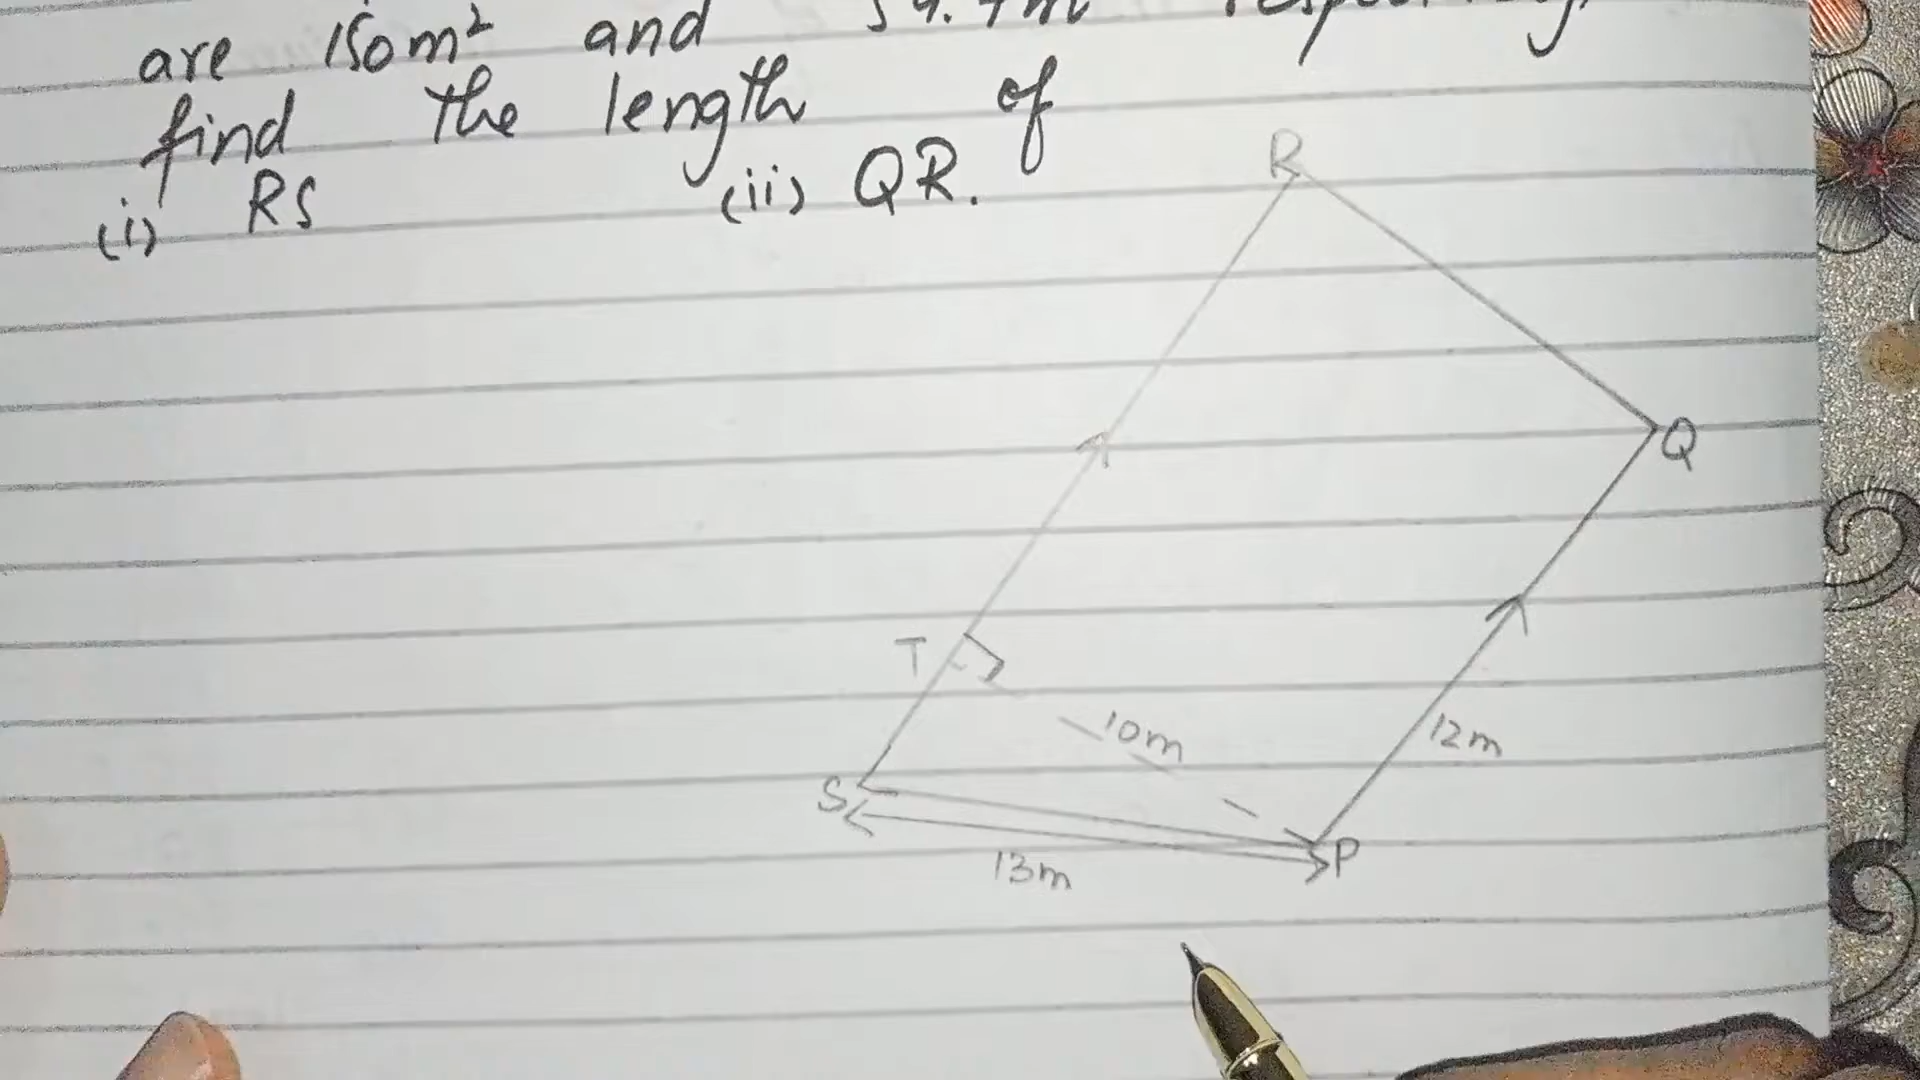 are 150m² and
find the length of
(i) RS (ii) QR.
R
Q
T
10m
12m
S
P
13m